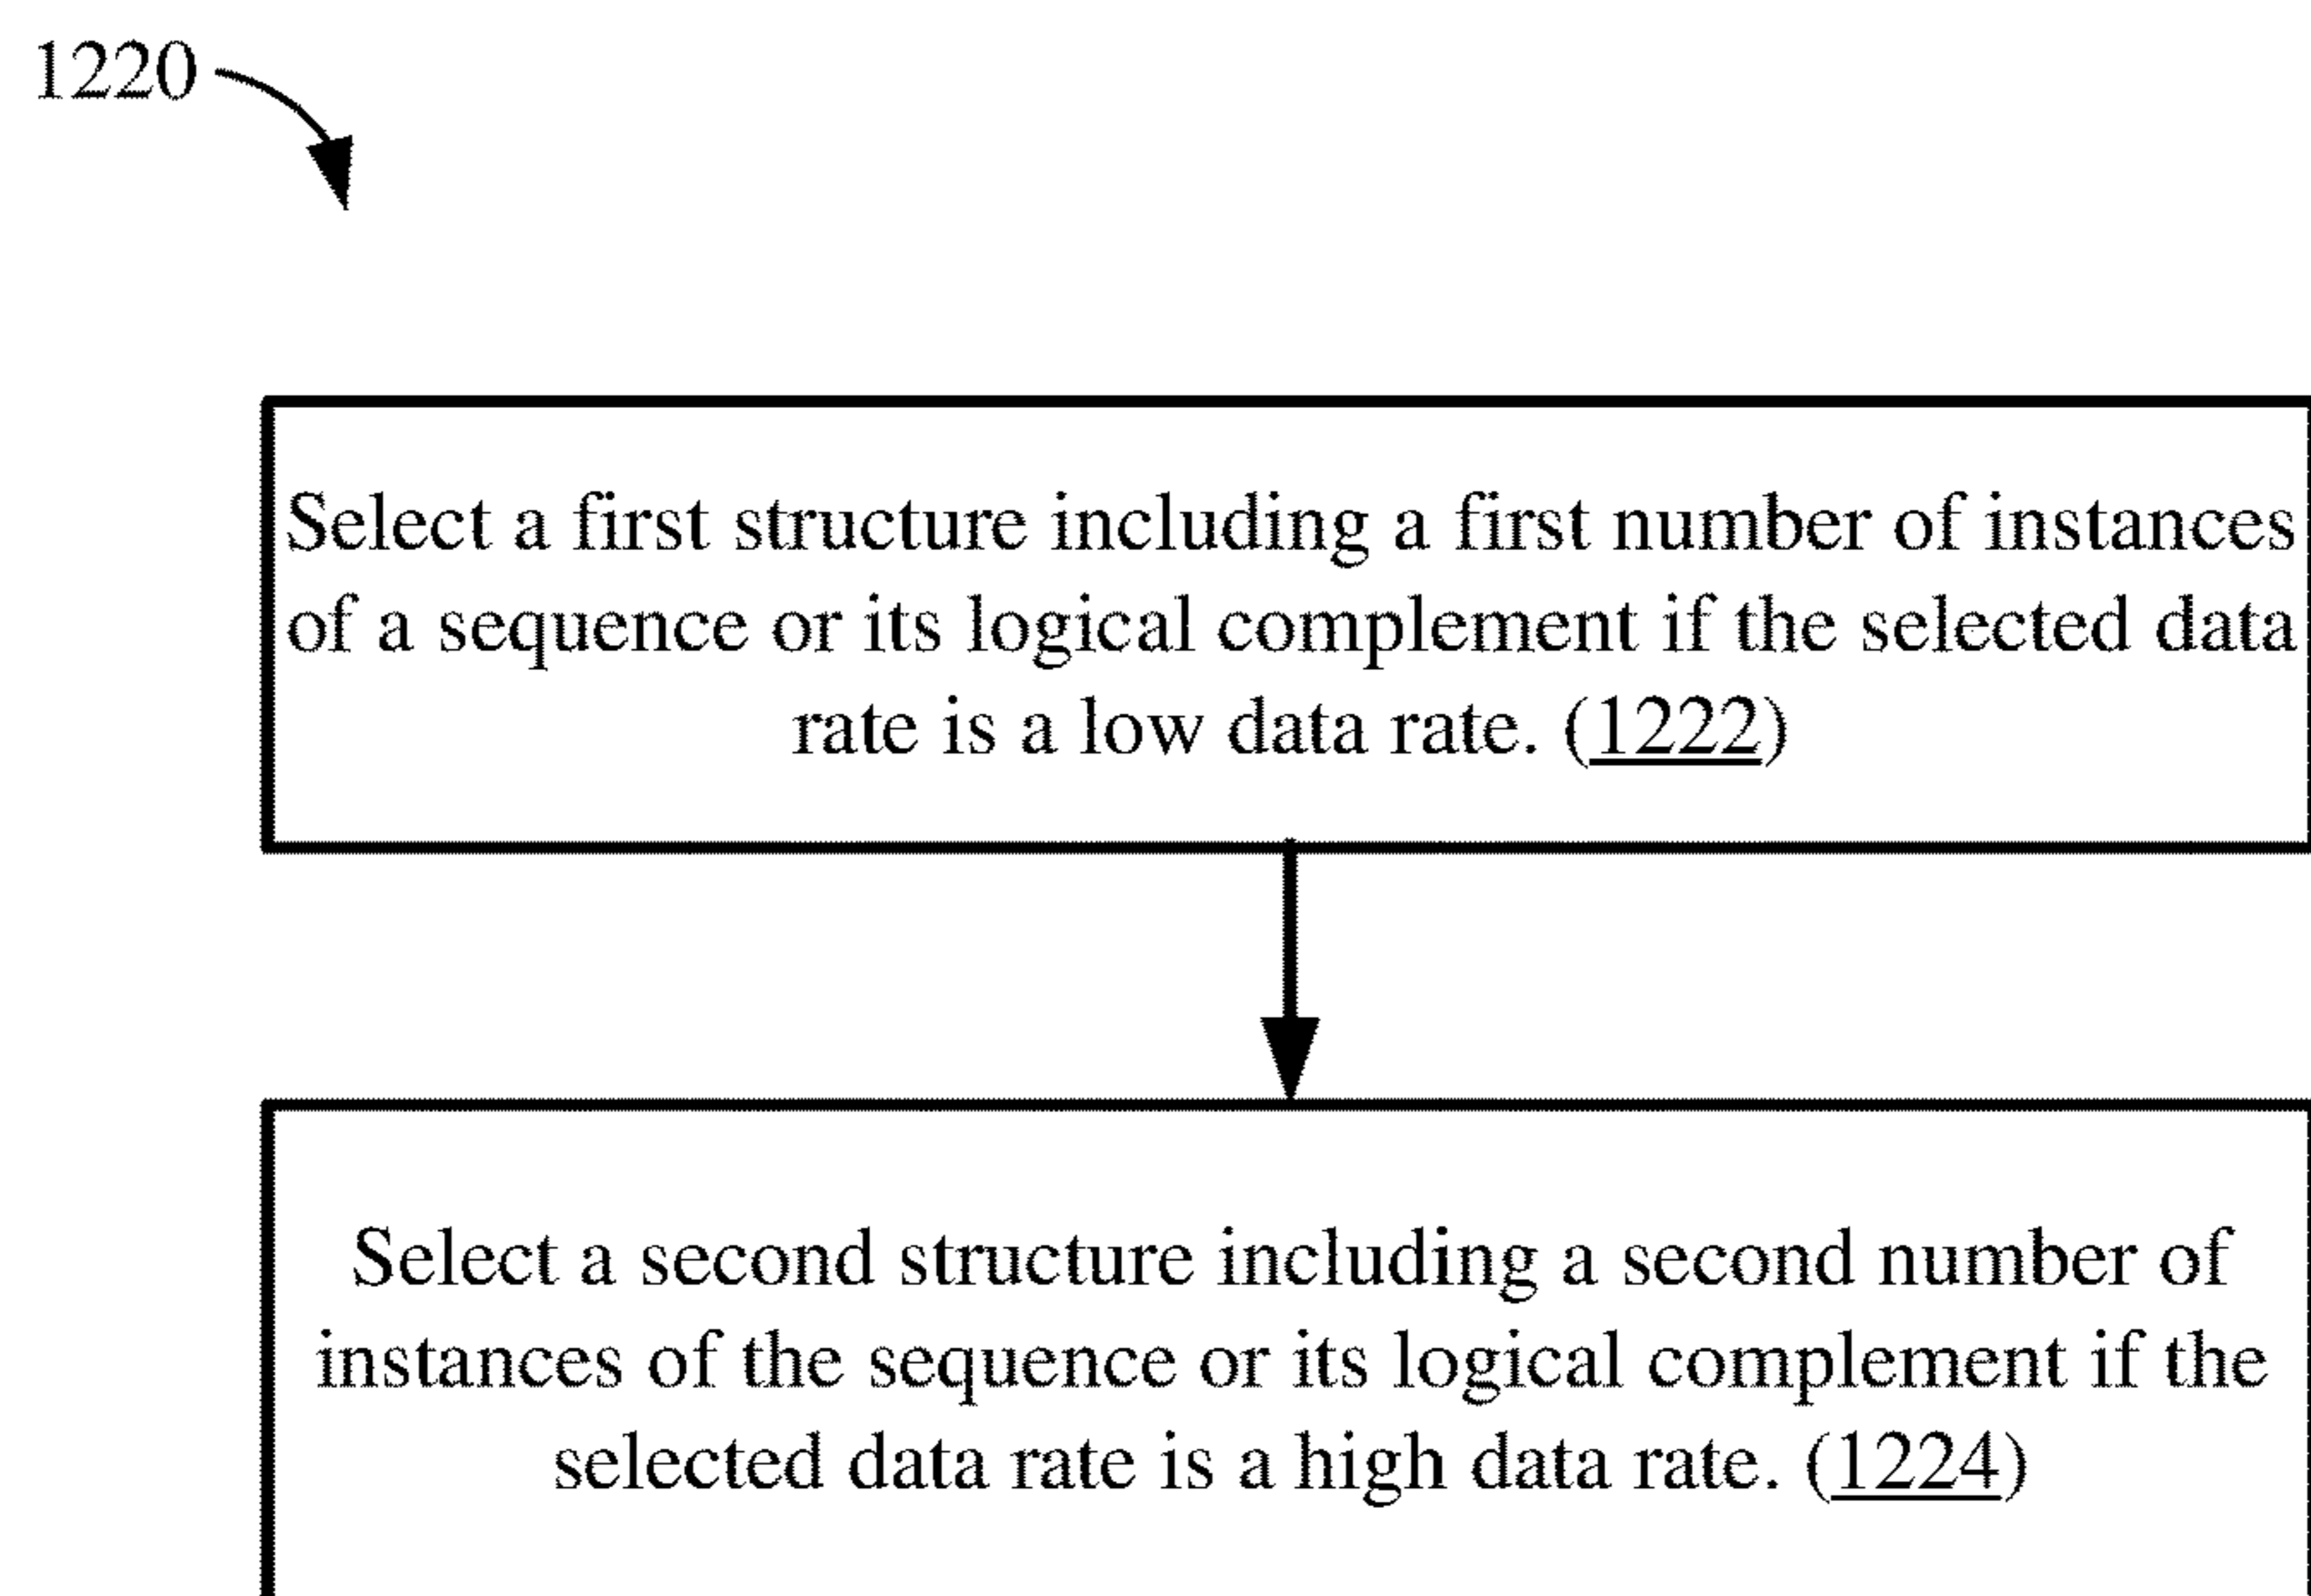 1220
Select a first structure including a first number of instances
of a sequence or its logical complement if the selected data
rate is a low data rate. (1222)
Select a second structure including a second number of
instances of the sequence or its logical complement if the
selected data rate is a high data rate. (1224)